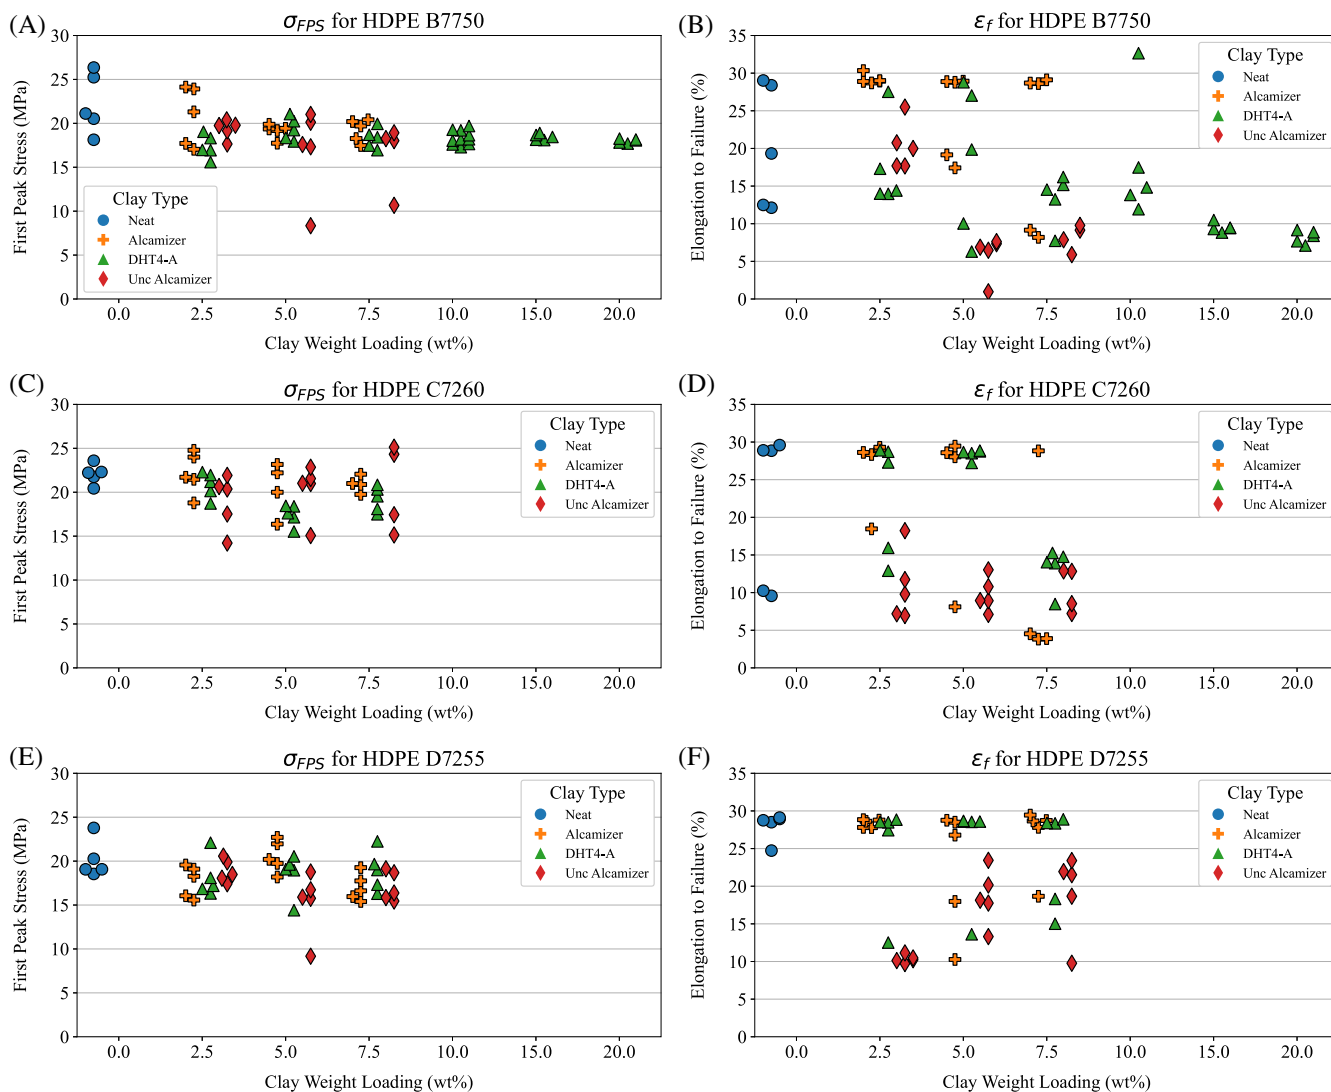 (A)
σFPS for HDPE B7750
First Peak Stress (MPa)
30
25
20
15
10
5
0
Clay Type
Neat
Alcamizer
DHT4-A
Unc Alcamizer
0.0 2.5 5.0 7.5 10.0 15.0 20.0
Clay Weight Loading (wt%)
(B)
εf for HDPE B7750
Elongation to Failure (%)
35
30
25
20
15
10
5
0
Clay Type
Neat
Alcamizer
DHT4-A
Unc Alcamizer
0.0 2.5 5.0 7.5 10.0 15.0 20.0
Clay Weight Loading (wt%)
(C)
σFPS for HDPE C7260
First Peak Stress (MPa)
30
25
20
15
10
5
0
Clay Type
Neat
Alcamizer
DHT4-A
Unc Alcamizer
0.0 2.5 5.0 7.5 10.0 15.0 20.0
Clay Weight Loading (wt%)
(D)
εf for HDPE C7260
Elongation to Failure (%)
35
30
25
20
15
10
5
0
Clay Type
Neat
Alcamizer
DHT4-A
Unc Alcamizer
0.0 2.5 5.0 7.5 10.0 15.0 20.0
Clay Weight Loading (wt%)
(E)
σFPS for HDPE D7255
First Peak Stress (MPa)
30
25
20
15
10
5
0
Clay Type
Neat
Alcamizer
DHT4-A
Unc Alcamizer
0.0 2.5 5.0 7.5 10.0 15.0 20.0
Clay Weight Loading (wt%)
(F)
εf for HDPE D7255
Elongation to Failure (%)
35
30
25
20
15
10
5
0
Clay Type
Neat
Alcamizer
DHT4-A
Unc Alcamizer
0.0 2.5 5.0 7.5 10.0 15.0 20.0
Clay Weight Loading (wt%)